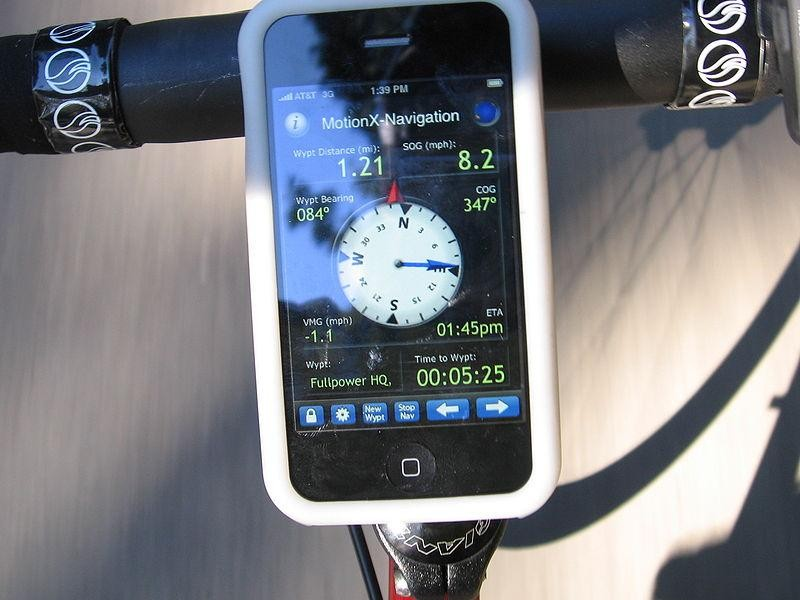 AT&T 3G 1:39 PM
i MotionX-Navigation
Wypt Distance (mi): SOG (mph):
1.21 8.2
Wypt Bearing COG
084° 347°
N
33 3
30 6
W E
24 12
21 15
S
VMG (mph) ETA
-1.1 01:45pm
Wypt: Time to Wypt:
Fullpower HQ, 00:05:25
New Wypt
Stop Nav